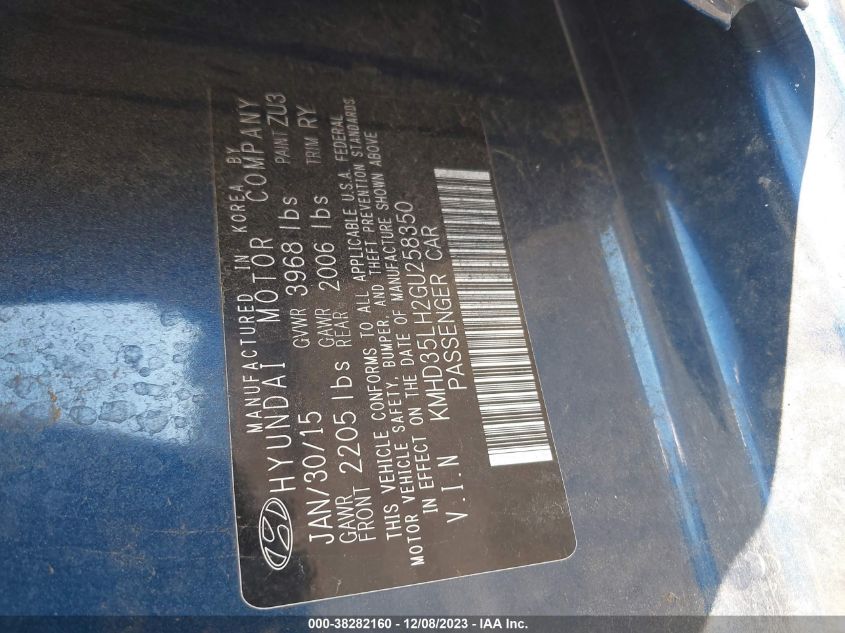 MANUFACTURED IN KOREA BY
HYUNDAI MOTOR COMPANY
JAN/30/15 GVWR 3968 lbs PAINT ZU3
GAWR FRONT 2205 lbs GAWR REAR 2006 lbs TRIM RY
THIS VEHICLE CONFORMS TO ALL APPLICABLE U.S.A. FEDERAL
MOTOR VEHICLE SAFETY, BUMPER, AND THEFT PREVENTION STANDARDS
IN EFFECT ON THE DATE OF MANUFACTURE SHOWN ABOVE
V.I.N KMHD35LH2GU258350
PASSENGER CAR
000-38282160 - 12/08/2023 - IAA Inc.